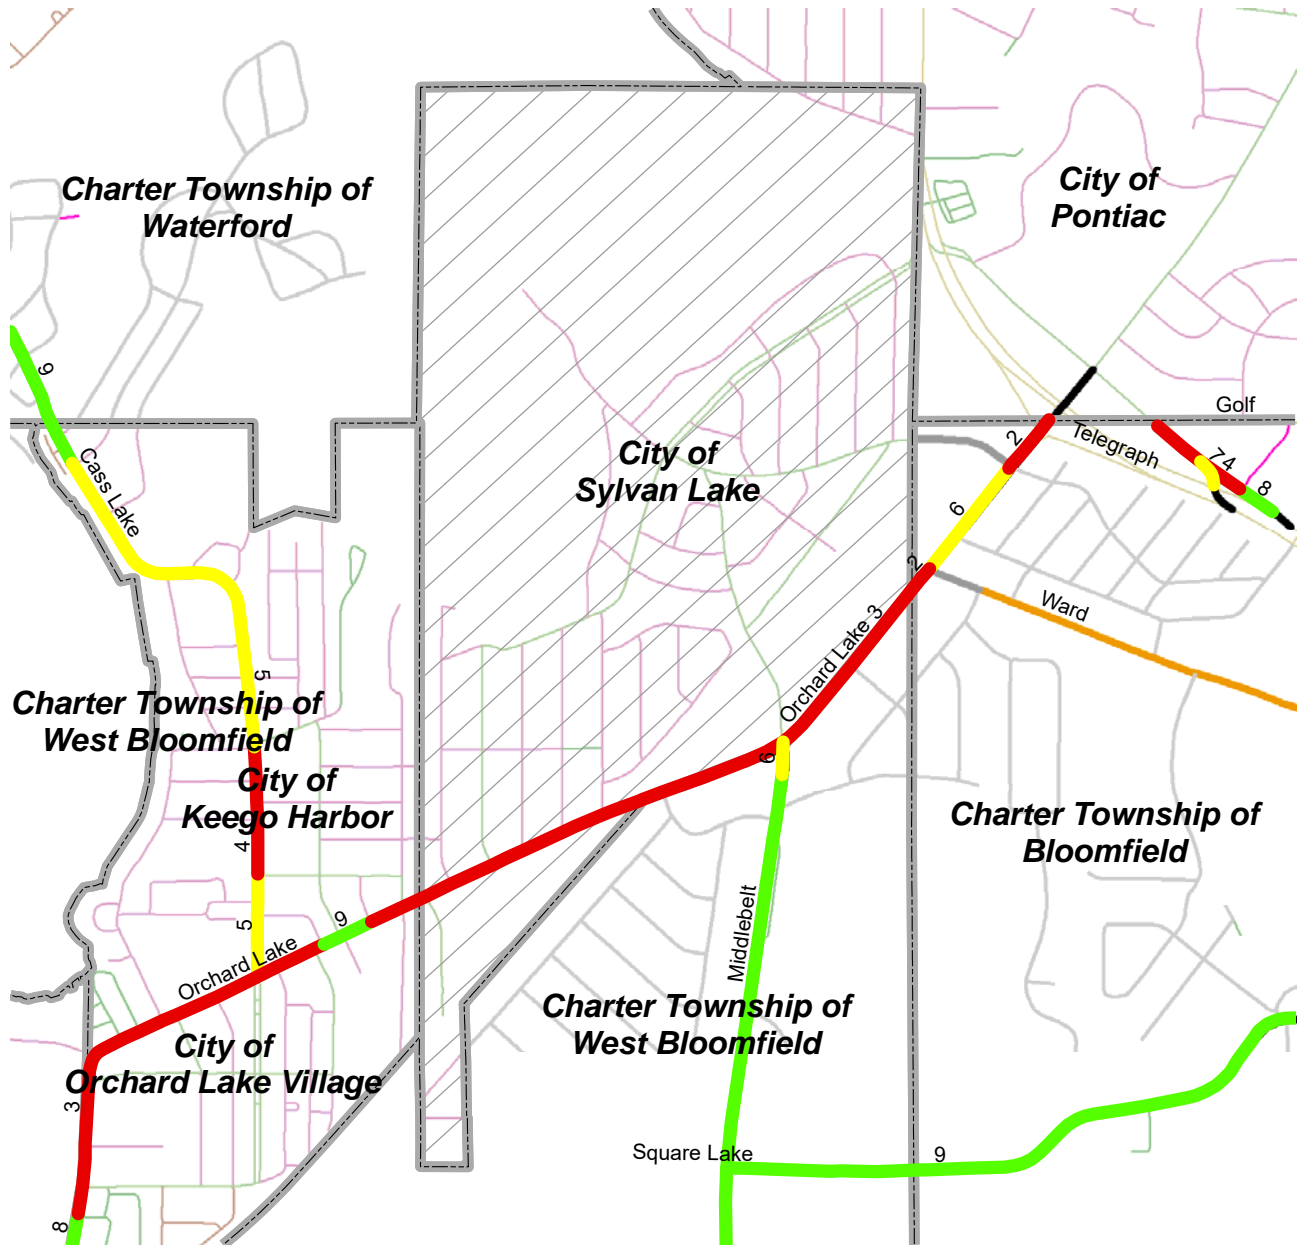 Charter Township of
Waterford
City of
Pontiac
9
Golf
Telegraph
2
74
8
City of
Sylvan Lake
Cass Lake
6
2
Ward
Orchard Lake 3
5
Charter Township of
West Bloomfield
6
City of
Keego Harbor
4
Charter Township of
Bloomfield
5
9
Orchard Lake
Middlebelt
Charter Township of
West Bloomfield
City of
Orchard Lake Village
3
Square Lake
9
8